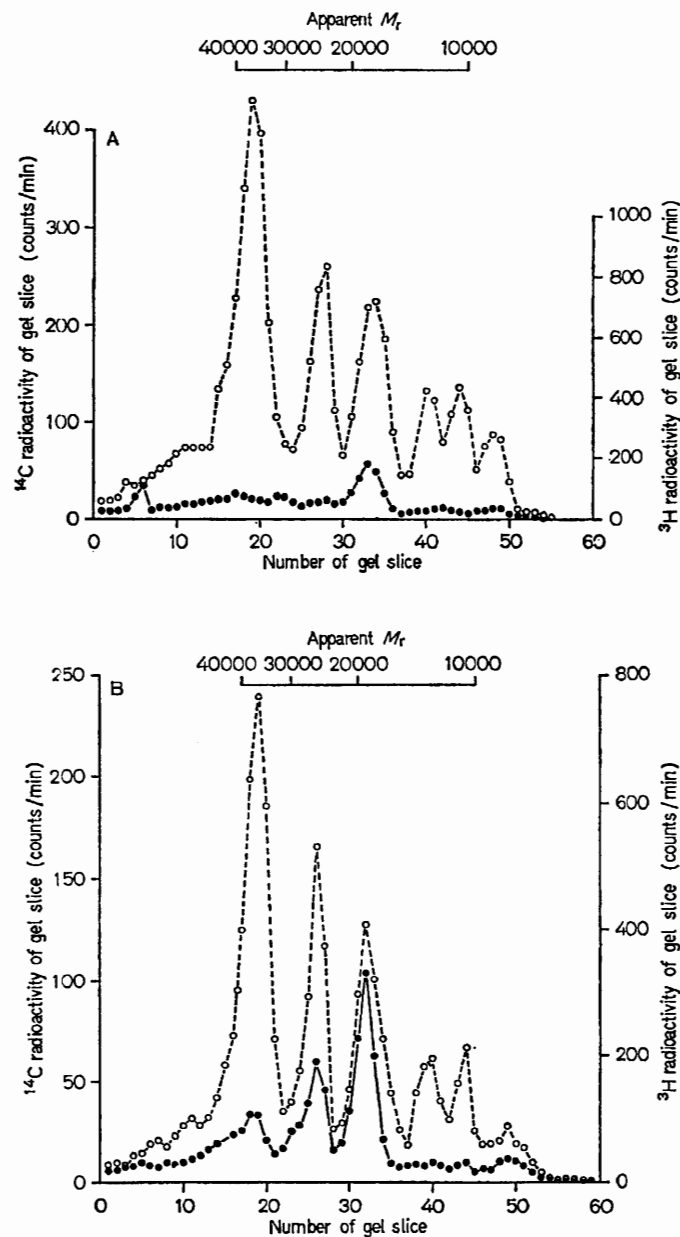 Apparent Mr
40000 30000 20000 10000
A
400
300
200
100
0
14C radioactivity of gel slice (counts/min)
1000
800
600
400
200
0
3H radioactivity of gel slice (counts/min)
0 10 20 30 40 50 60
Number of gel slice
Apparent Mr
40000 30000 20000 10000
B
250
200
150
100
50
0
14C radioactivity of gel slice (counts/min)
800
600
400
200
0
3H radioactivity of gel slice (counts/min)
0 10 20 30 40 50 60
Number of gel slice